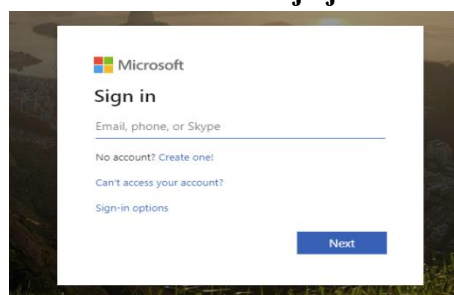 Microsoft
Sign in
Email, phone, or Skype
No account? Create one!
Can't access your account?
Sign-in options
Next